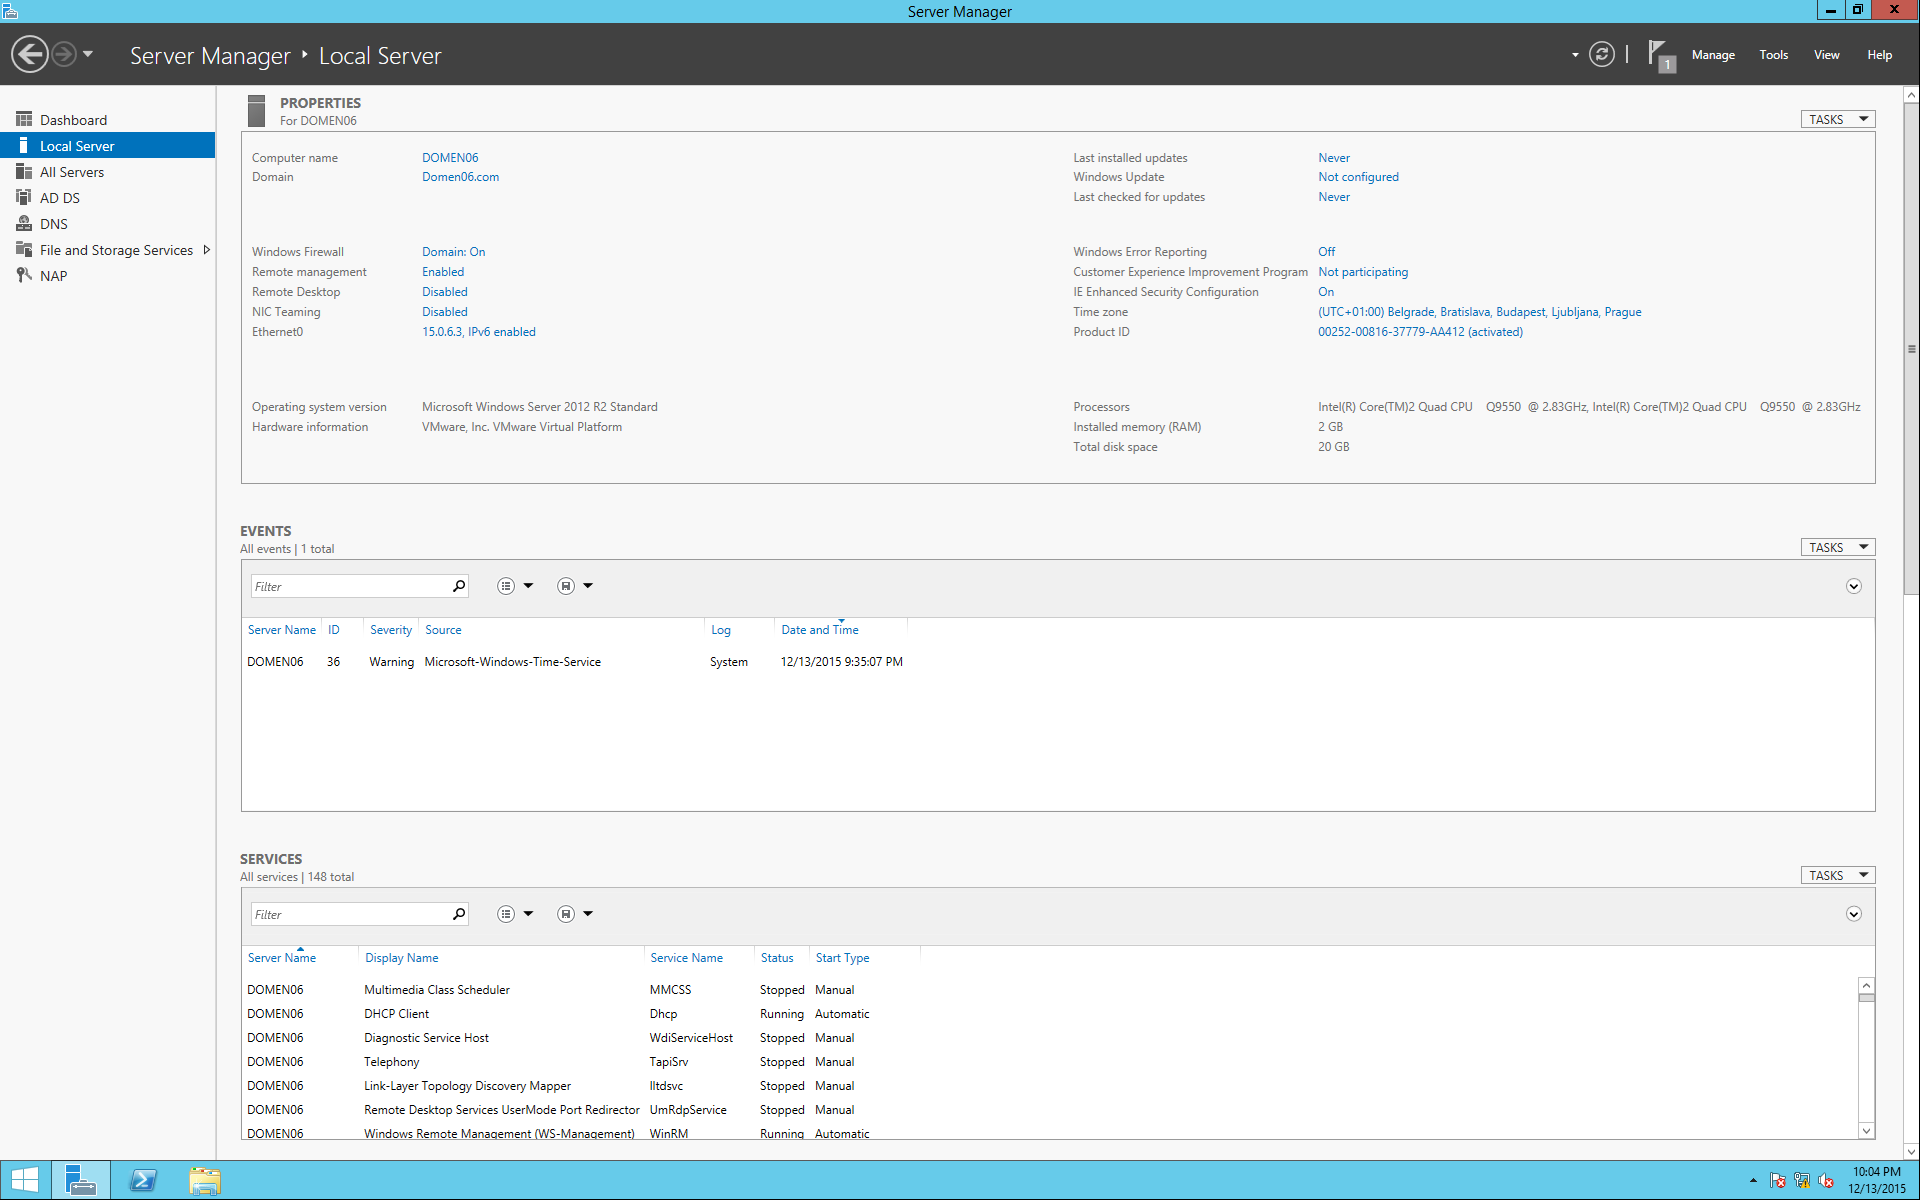 Server Manager
Server Manager ‣ Local Server
1
Manage Tools View Help
Dashboard
Local Server
All Servers
AD DS
DNS
File and Storage Services
NAP
PROPERTIES
For DOMEN06
TASKS
Computer name DOMEN06
Domain Domen06.com
Last installed updates Never
Windows Update Not configured
Last checked for updates Never
Windows Firewall Domain: On
Remote management Enabled
Remote Desktop Disabled
NIC Teaming Disabled
Ethernet0 15.0.6.3, IPv6 enabled
Windows Error Reporting Off
Customer Experience Improvement Program Not participating
IE Enhanced Security Configuration On
Time zone (UTC+01:00) Belgrade, Bratislava, Budapest, Ljubljana, Prague
Product ID 00252-00816-37779-AA412 (activated)
Operating system version Microsoft Windows Server 2012 R2 Standard
Hardware information VMware, Inc. VMware Virtual Platform
Processors Intel(R) Core(TM)2 Quad CPU Q9550 @ 2.83GHz, Intel(R) Core(TM)2 Quad CPU Q9550 @ 2.83GHz
Installed memory (RAM) 2 GB
Total disk space 20 GB
EVENTS
All events | 1 total
TASKS
Filter
Server Name ID Severity Source Log Date and Time
DOMEN06 36 Warning Microsoft-Windows-Time-Service System 12/13/2015 9:35:07 PM
SERVICES
All services | 148 total
TASKS
Filter
Server Name Display Name Service Name Status Start Type
DOMEN06 Multimedia Class Scheduler MMCSS Stopped Manual
DOMEN06 DHCP Client Dhcp Running Automatic
DOMEN06 Diagnostic Service Host WdiServiceHost Stopped Manual
DOMEN06 Telephony TapiSrv Stopped Manual
DOMEN06 Link-Layer Topology Discovery Mapper lltdsvc Stopped Manual
DOMEN06 Remote Desktop Services UserMode Port Redirector UmRdpService Stopped Manual
DOMEN06 Windows Remote Management (WS-Management) WinRM Running Automatic
10:04 PM
12/13/2015